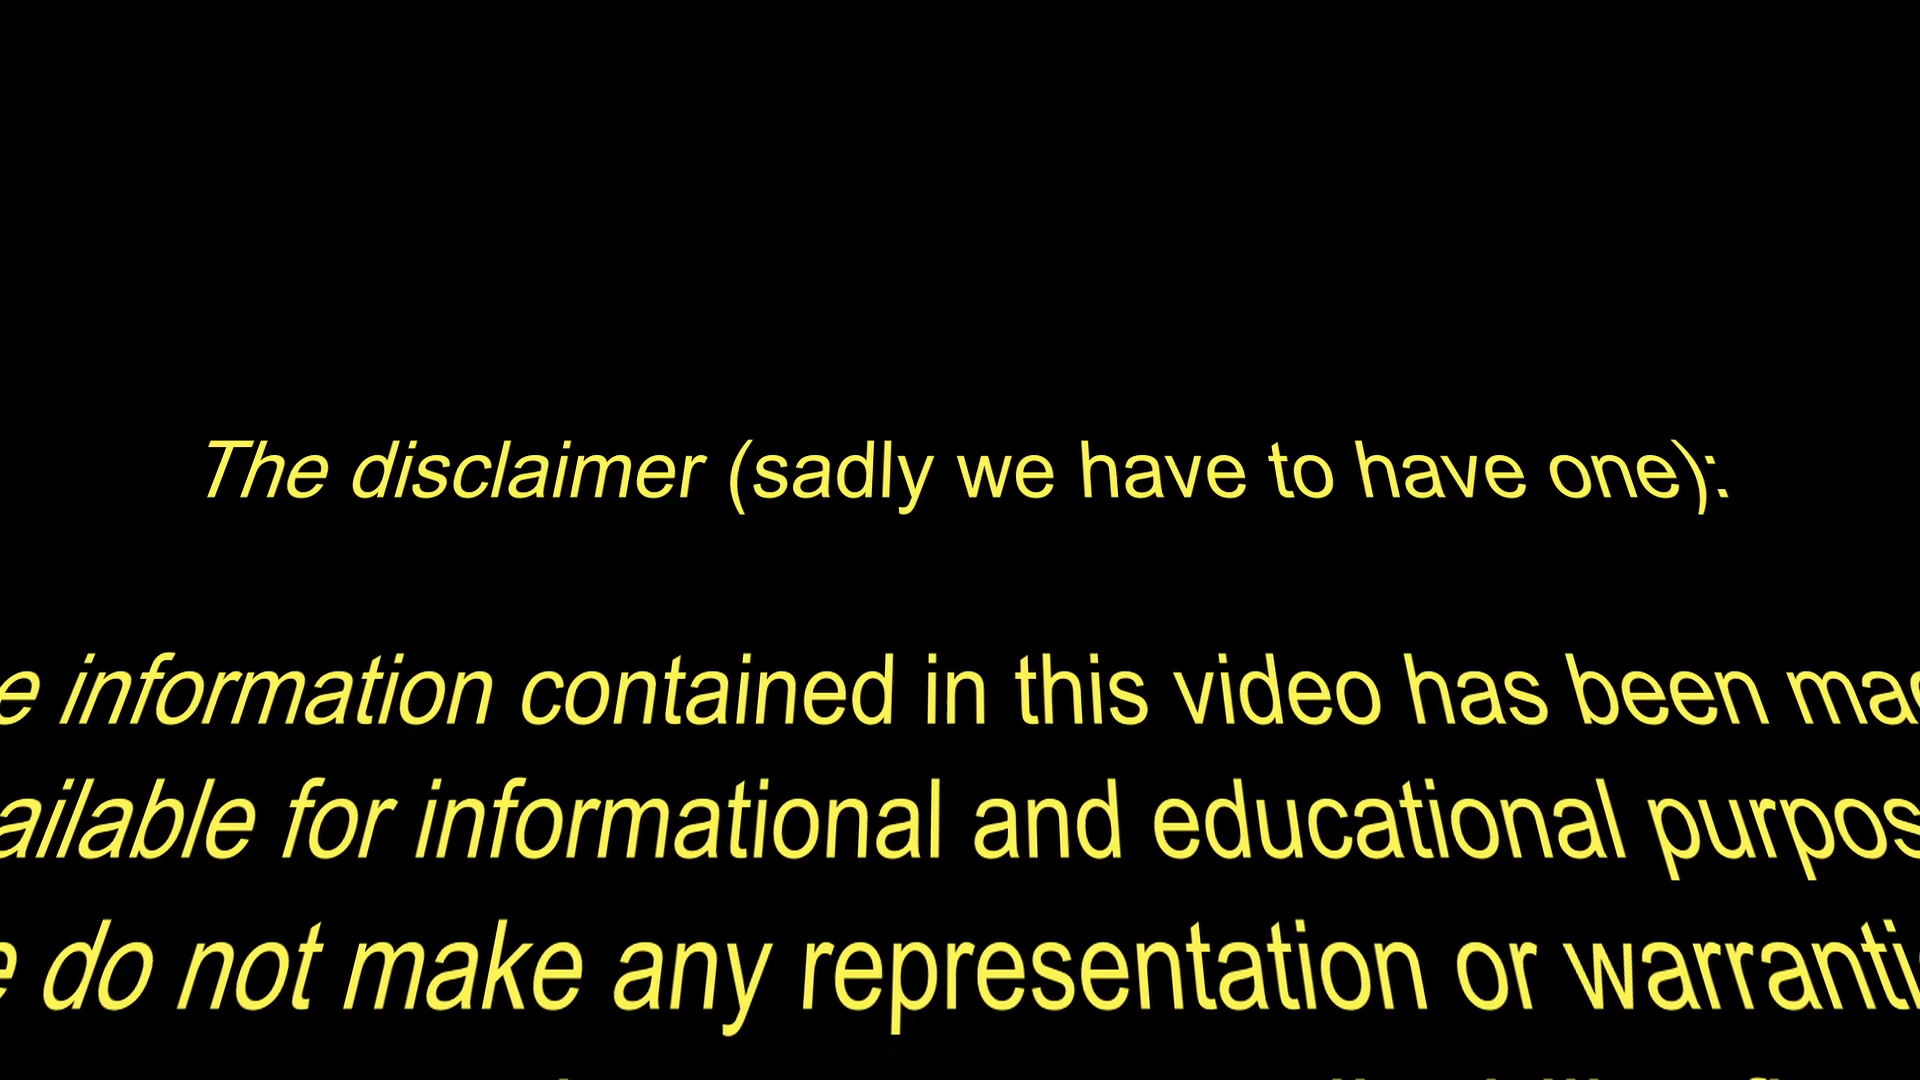 The disclaimer (sadly we have to have one):
e information contained in this video has been mad
ailable for informational and educational purpos
e do not make any representation or warranti